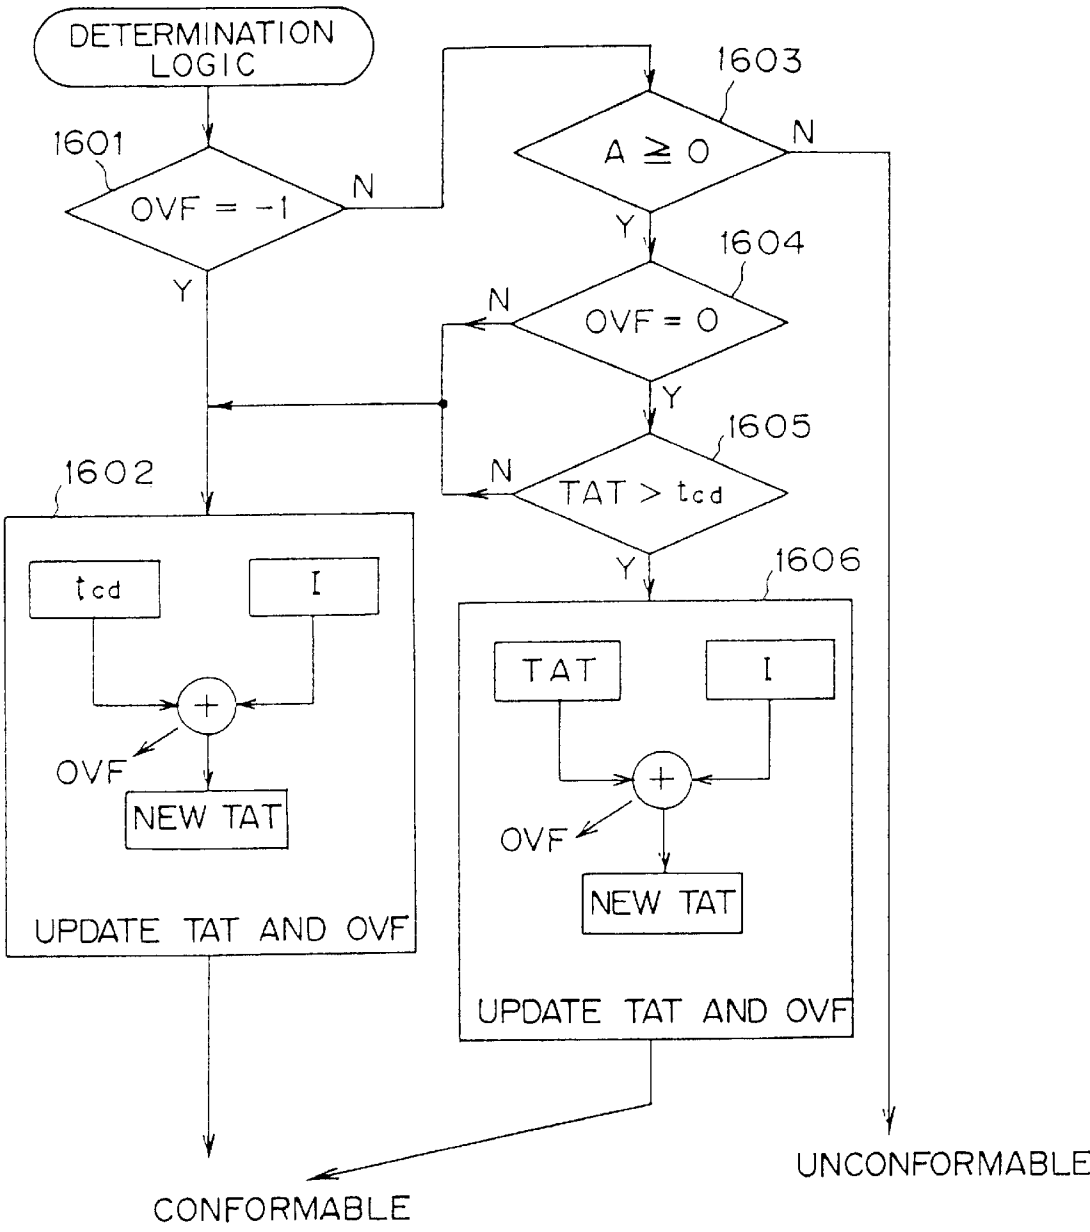 DETERMINATION
LOGIC
1601
OVF = -1
N
Y
1603
A ≧ 0
N
Y
1604
OVF = 0
N
Y
1605
TAT > tcd
N
Y
1602
tcd
I
+
OVF
NEW TAT
UPDATE TAT AND OVF
1606
TAT
I
+
OVF
NEW TAT
UPDATE TAT AND OVF
CONFORMABLE
UNCONFORMABLE